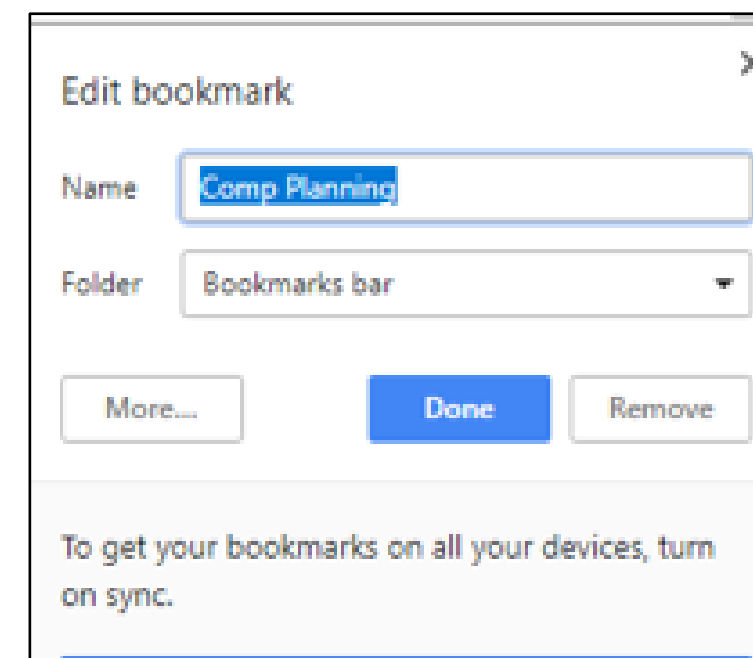 Edit bookmark
Name Comp Planning
Folder Bookmarks bar
More... Done Remove
To get your bookmarks on all your devices, turn
on sync.